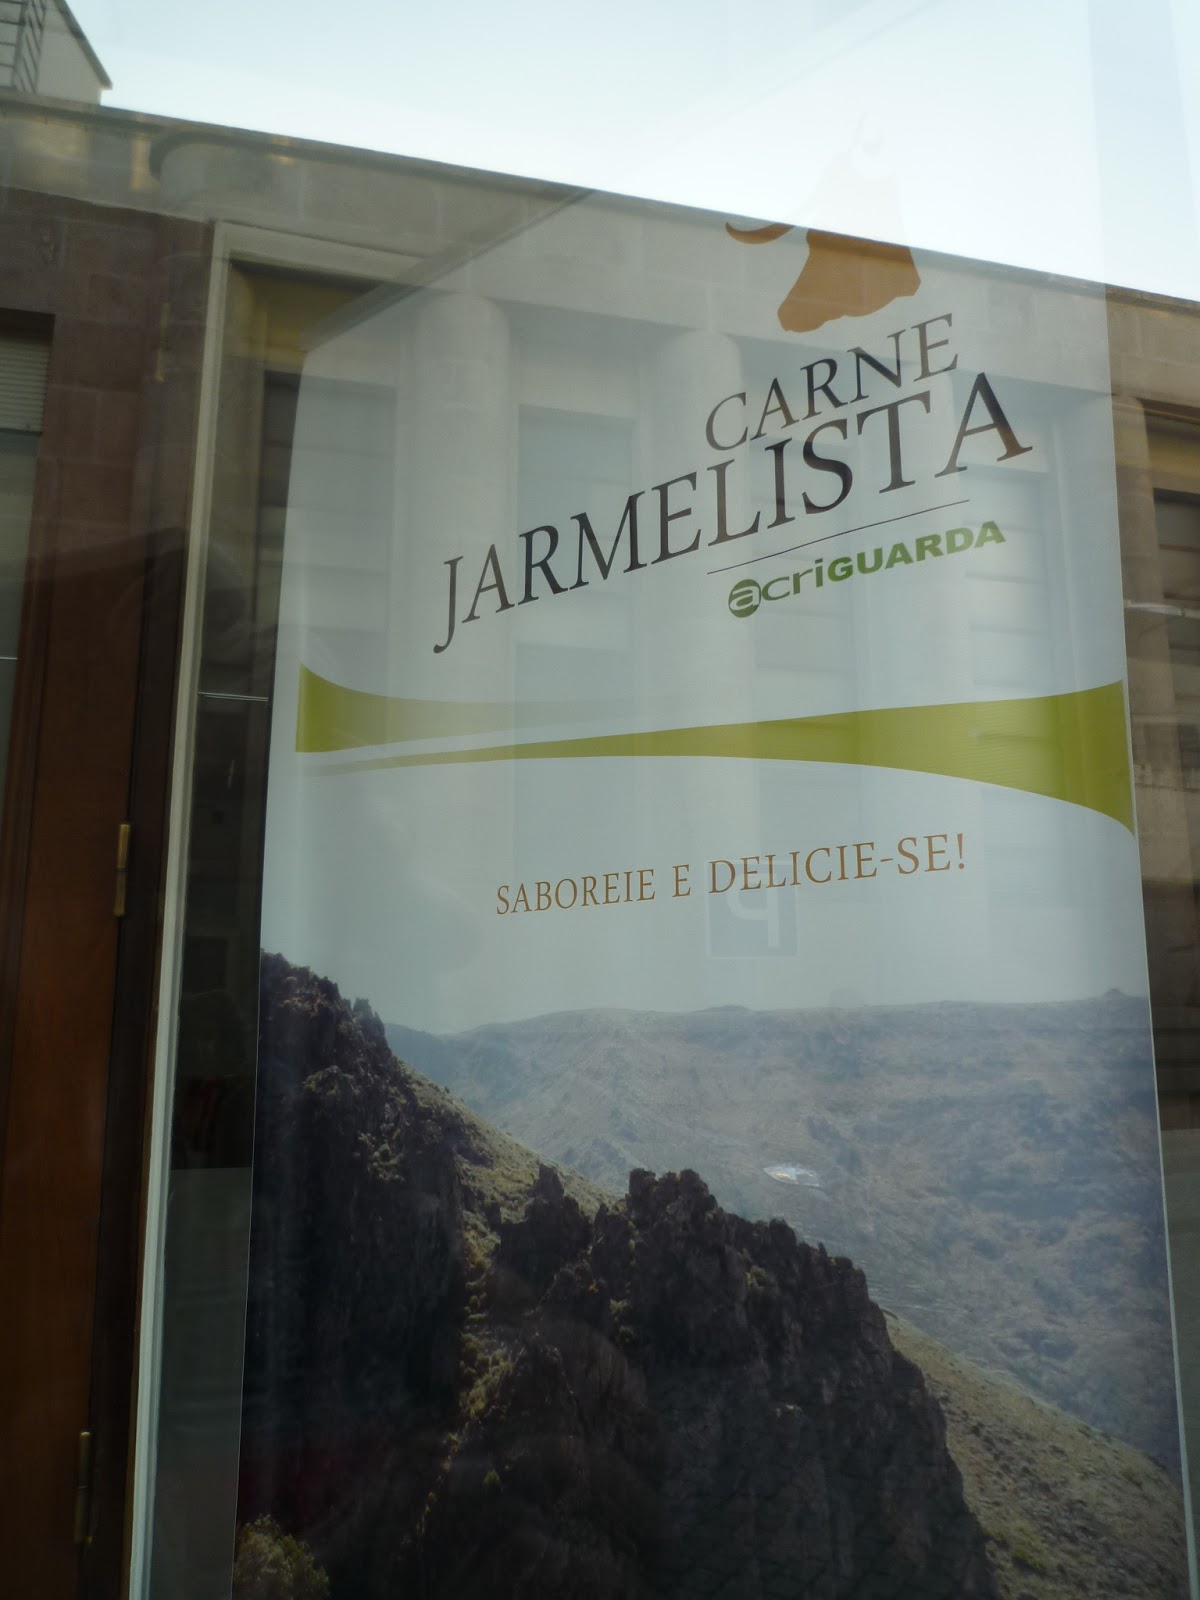 CARNE
JARMELISTA
acriGUARDA
SABOREIE E DELICIE-SE!
P